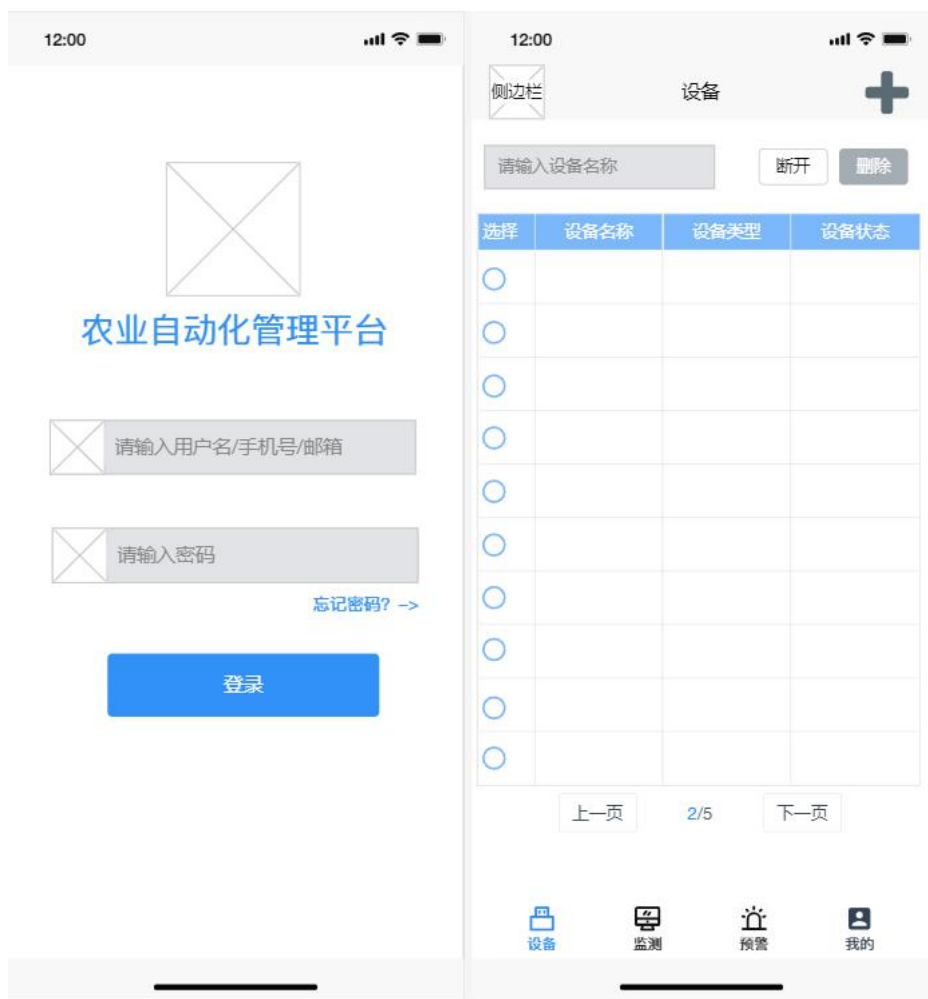 12:00
农业自动化管理平台
请输入用户名/手机号/邮箱
请输入密码
忘记密码? ->
登录
12:00
侧边栏 设备
请输入设备名称 断开 删除
选择 设备名称 设备类型 设备状态
上一页 2/5 下一页
设备 监测 预警 我的